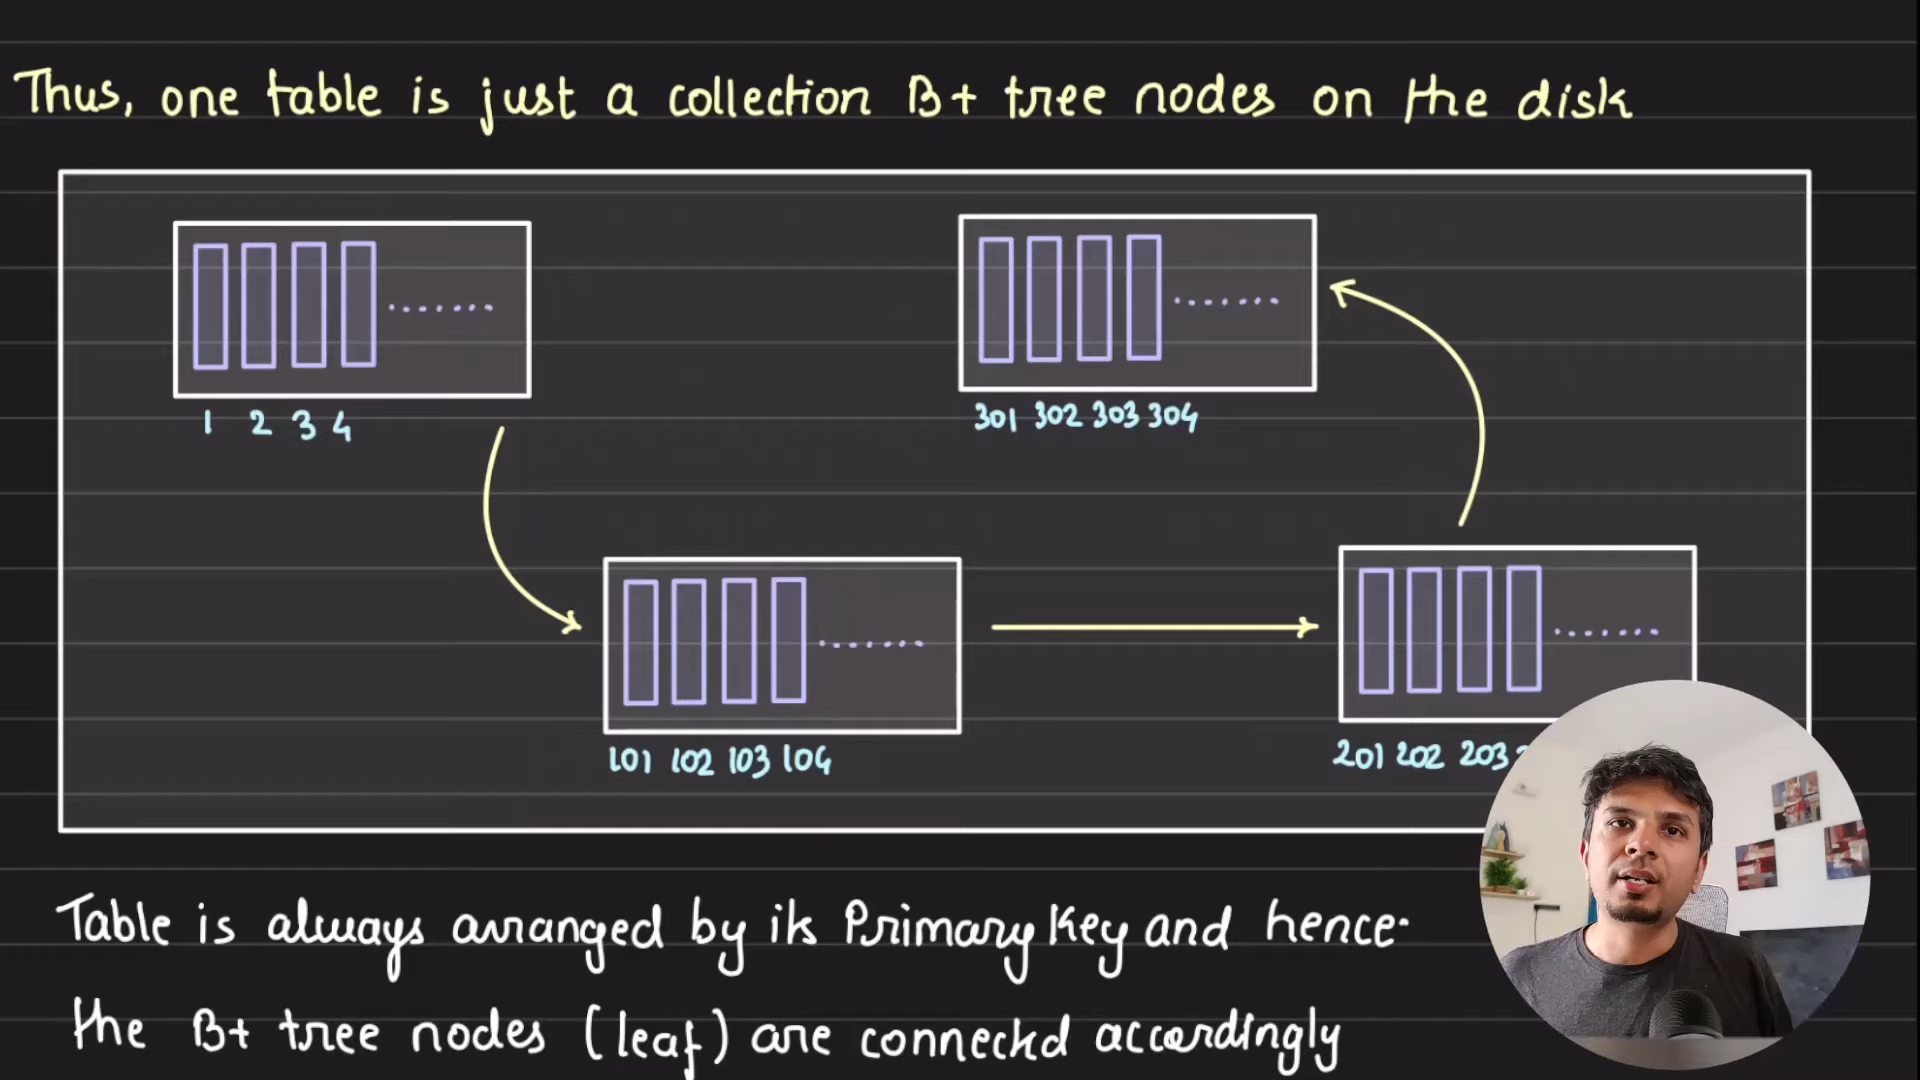 Thus, one table is just a collection B+ tree nodes on the disk
1 2 3 4
301 302 303 304
101 102 103 104
201 202 203
Table is always arranged by its Primary Key and hence
the B+ tree nodes (leaf) are connected accordingly